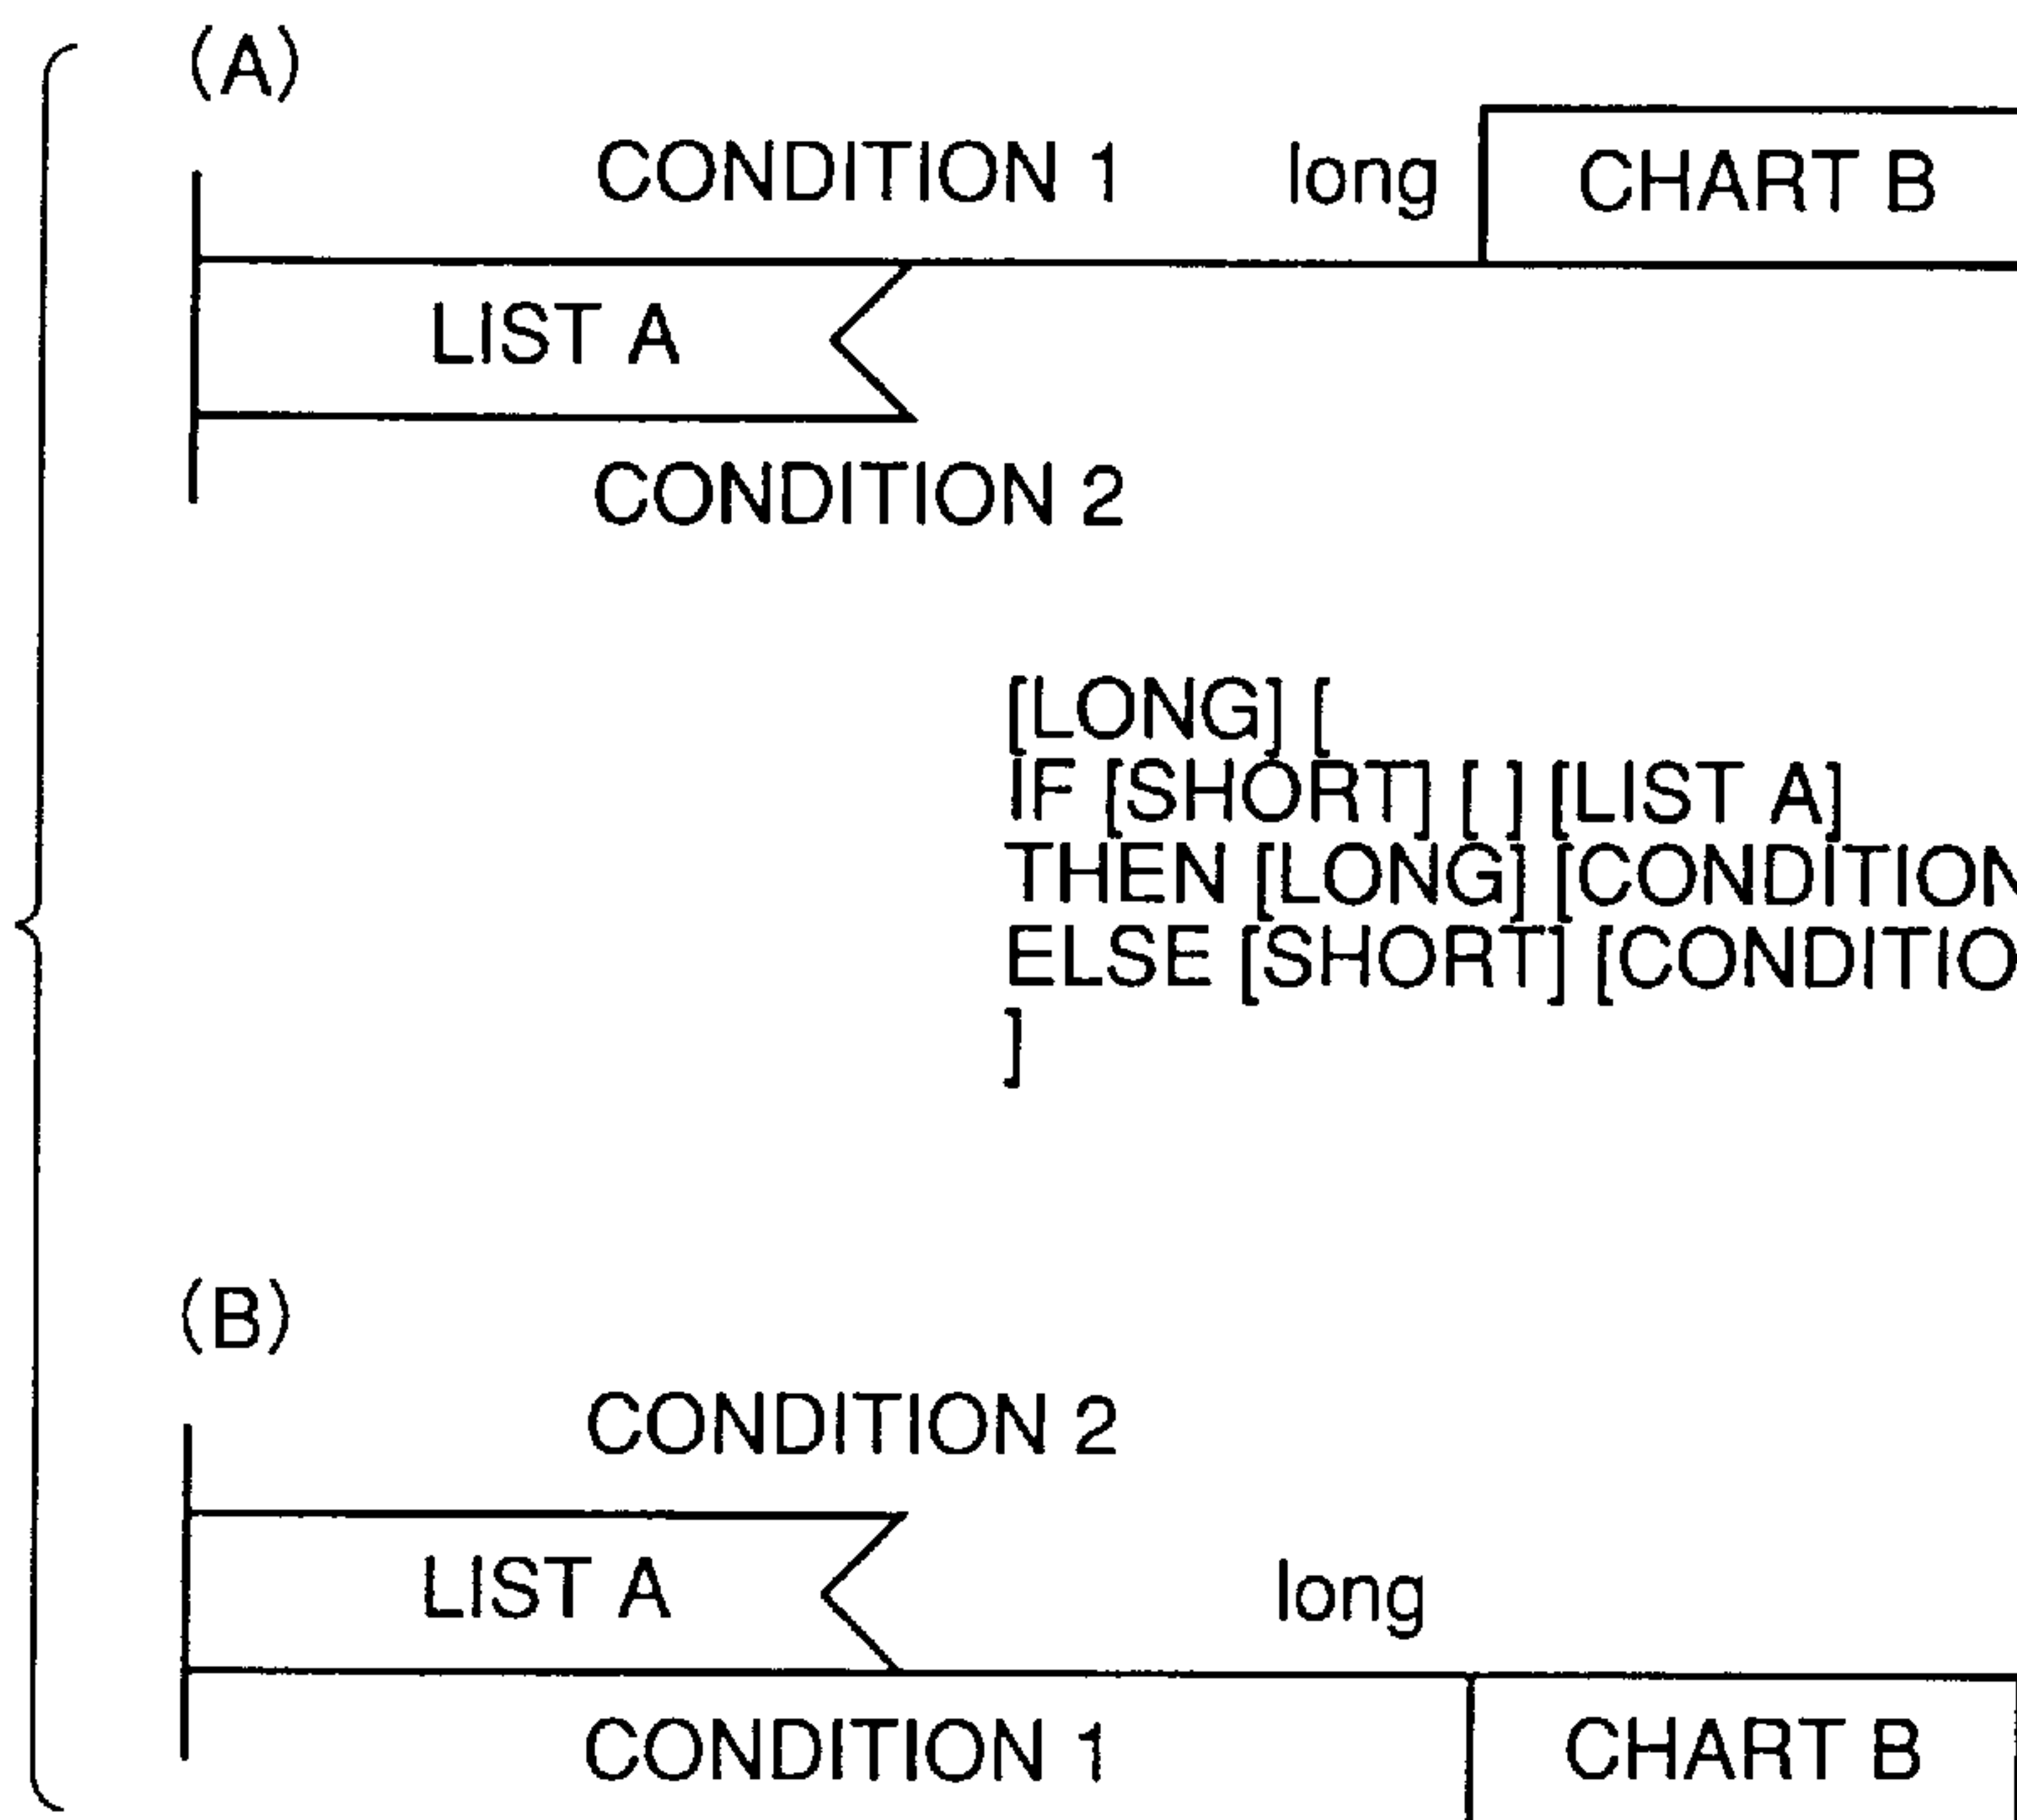 (A)
CONDITION 1 long CHART B
LIST A
CONDITION 2
[LONG] [
IF [SHORT] [ ] [LIST A]
THEN [LONG] [CONDITION
ELSE [SHORT] [CONDITIO
]
(B)
CONDITION 2
LIST A long
CONDITION 1 CHART B